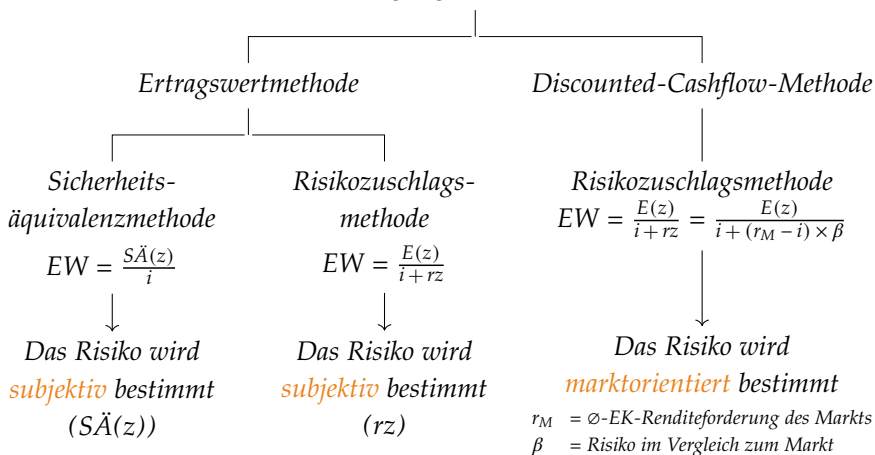 Ertragswertmethode
Discounted-Cashflow-Methode
Sicherheits-
äquivalenzmethode
EW = SÄ(z) / i
Das Risiko wird
subjektiv bestimmt
(SÄ(z))
Risikozuschlags-
methode
EW = E(z) / i + rz
Das Risiko wird
subjektiv bestimmt
(rz)
Risikozuschlagsmethode
EW = E(z) / i + rz = E(z) / i + (r_M − i) × β
Das Risiko wird
marktorientiert bestimmt
r_M = ∅-EK-Renditeforderung des Markts
β = Risiko im Vergleich zum Markt